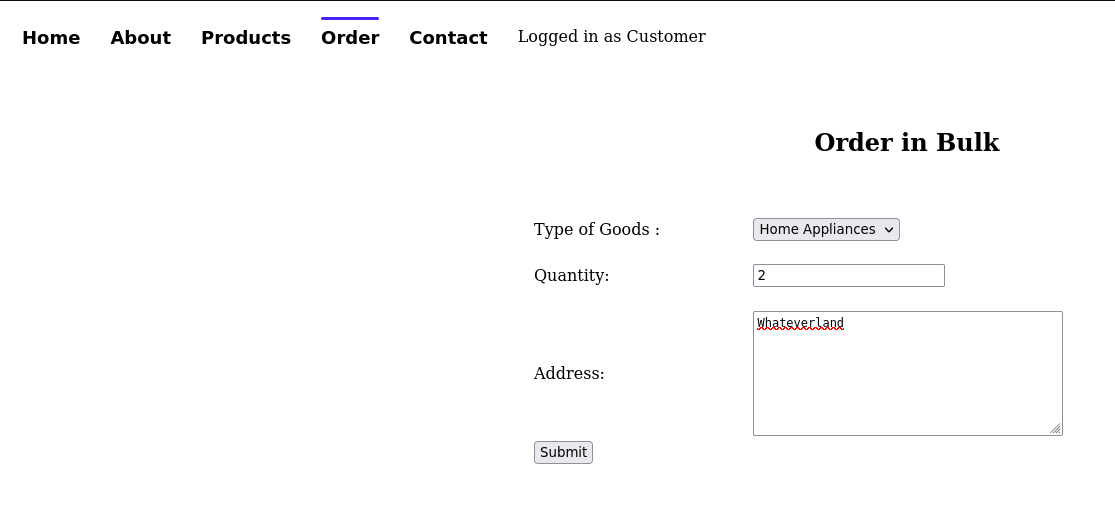 Home About Products Order Contact Logged in as Customer
Order in Bulk
Type of Goods : Home Appliances
Quantity: 2
Address: Whateverland
Submit